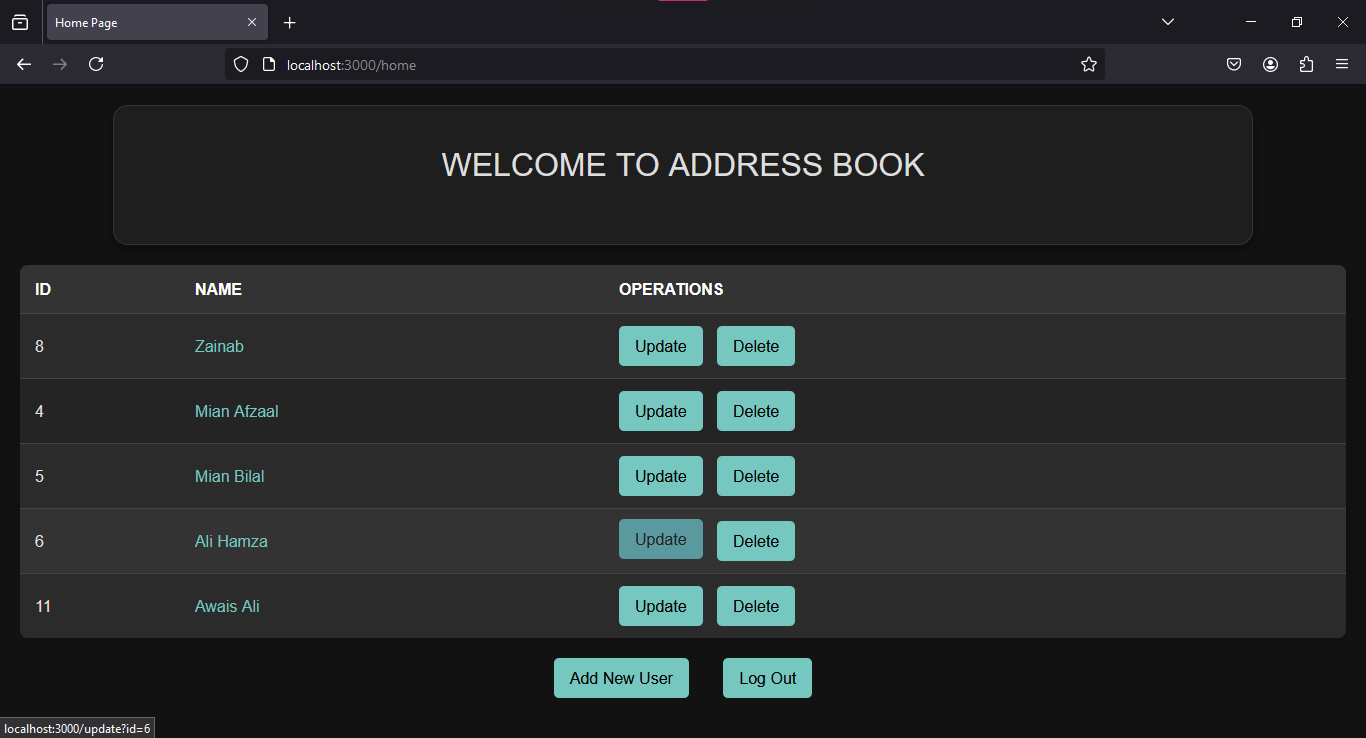 Home Page
localhost:3000/home
WELCOME TO ADDRESS BOOK
ID NAME OPERATIONS
8 Zainab Update Delete
4 Mian Afzaal Update Delete
5 Mian Bilal Update Delete
6 Ali Hamza Update Delete
11 Awais Ali Update Delete
Add New User Log Out
localhost:3000/update?id=6